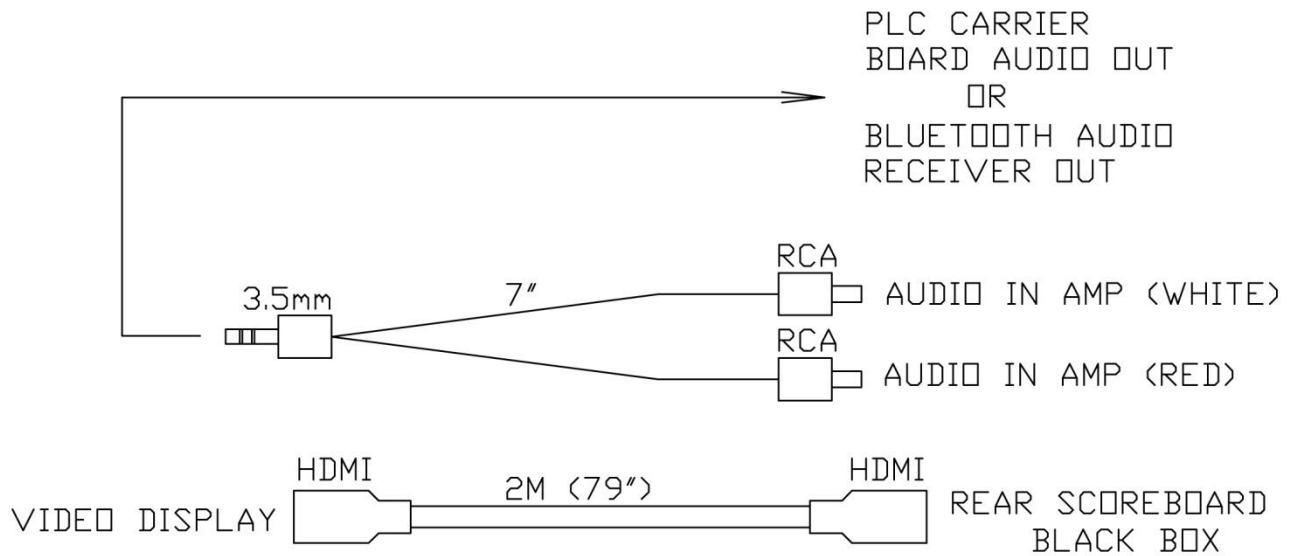 PLC CARRIER
BOARD AUDIO OUT
OR
BLUETOOTH AUDIO
RECEIVER OUT
RCA
3.5mm
7"
AUDIO IN AMP (WHITE)
RCA
AUDIO IN AMP (RED)
HDMI
2M (79")
HDMI
VIDEO DISPLAY
REAR SCOREBOARD
BLACK BOX